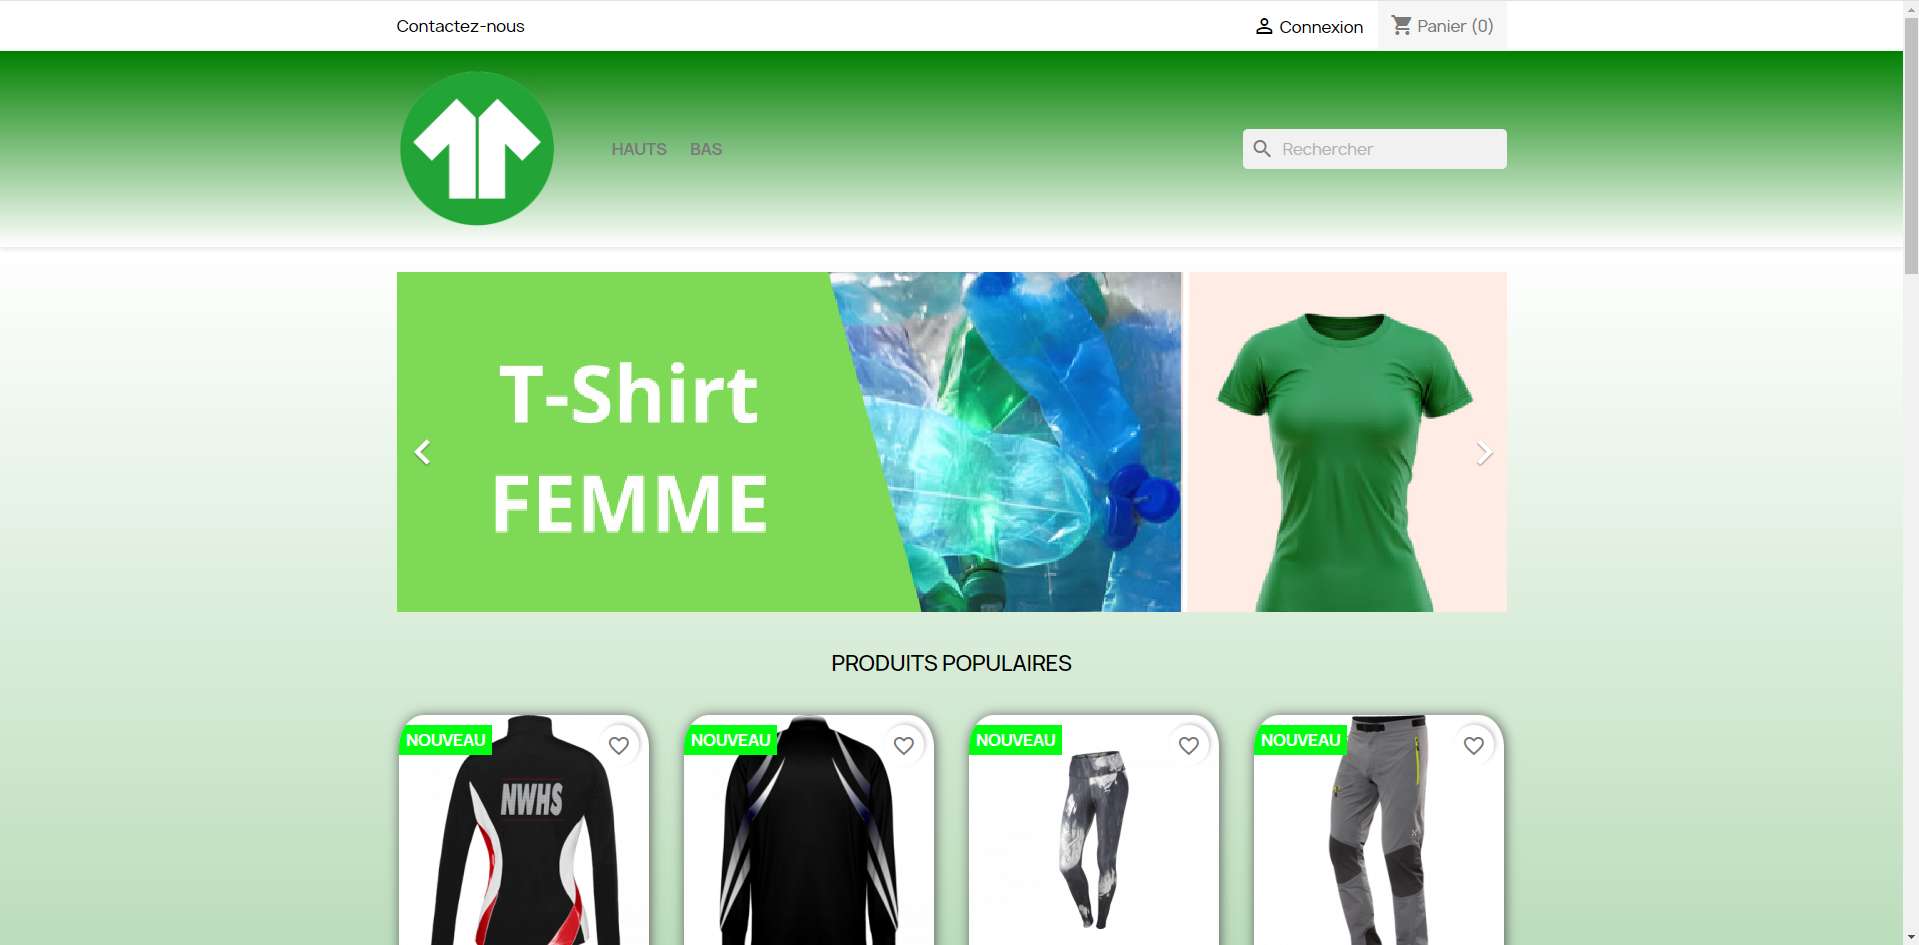 Contactez-nous
Connexion
Panier (0)
HAUTS BAS
Rechercher
T-Shirt
FEMME
PRODUITS POPULAIRES
NOUVEAU
NWHS
NOUVEAU
NOUVEAU
NOUVEAU